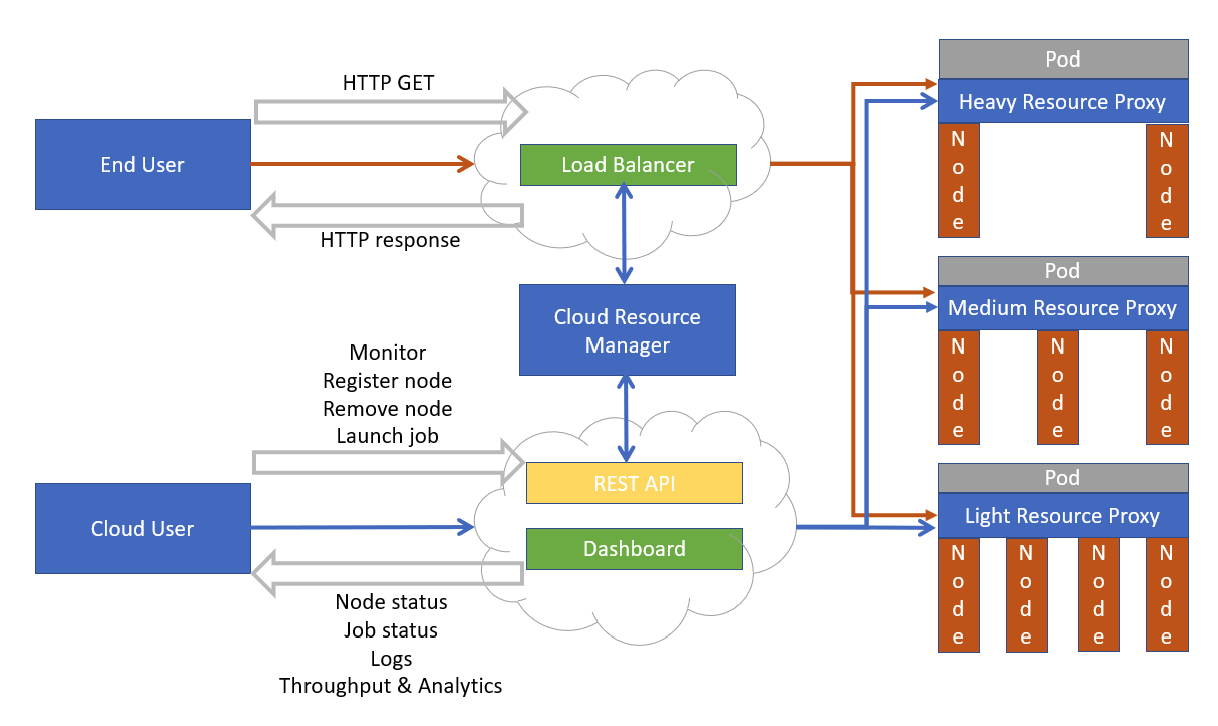 HTTP GET
End User
HTTP response
Load Balancer
Cloud Resource
Manager
Monitor
Register node
Remove node
Launch job
Cloud User
REST API
Dashboard
Node status
Job status
Logs
Throughput & Analytics
Pod
Heavy Resource Proxy
Node
Node
Pod
Medium Resource Proxy
Node
Node
Node
Pod
Light Resource Proxy
Node
Node
Node
Node